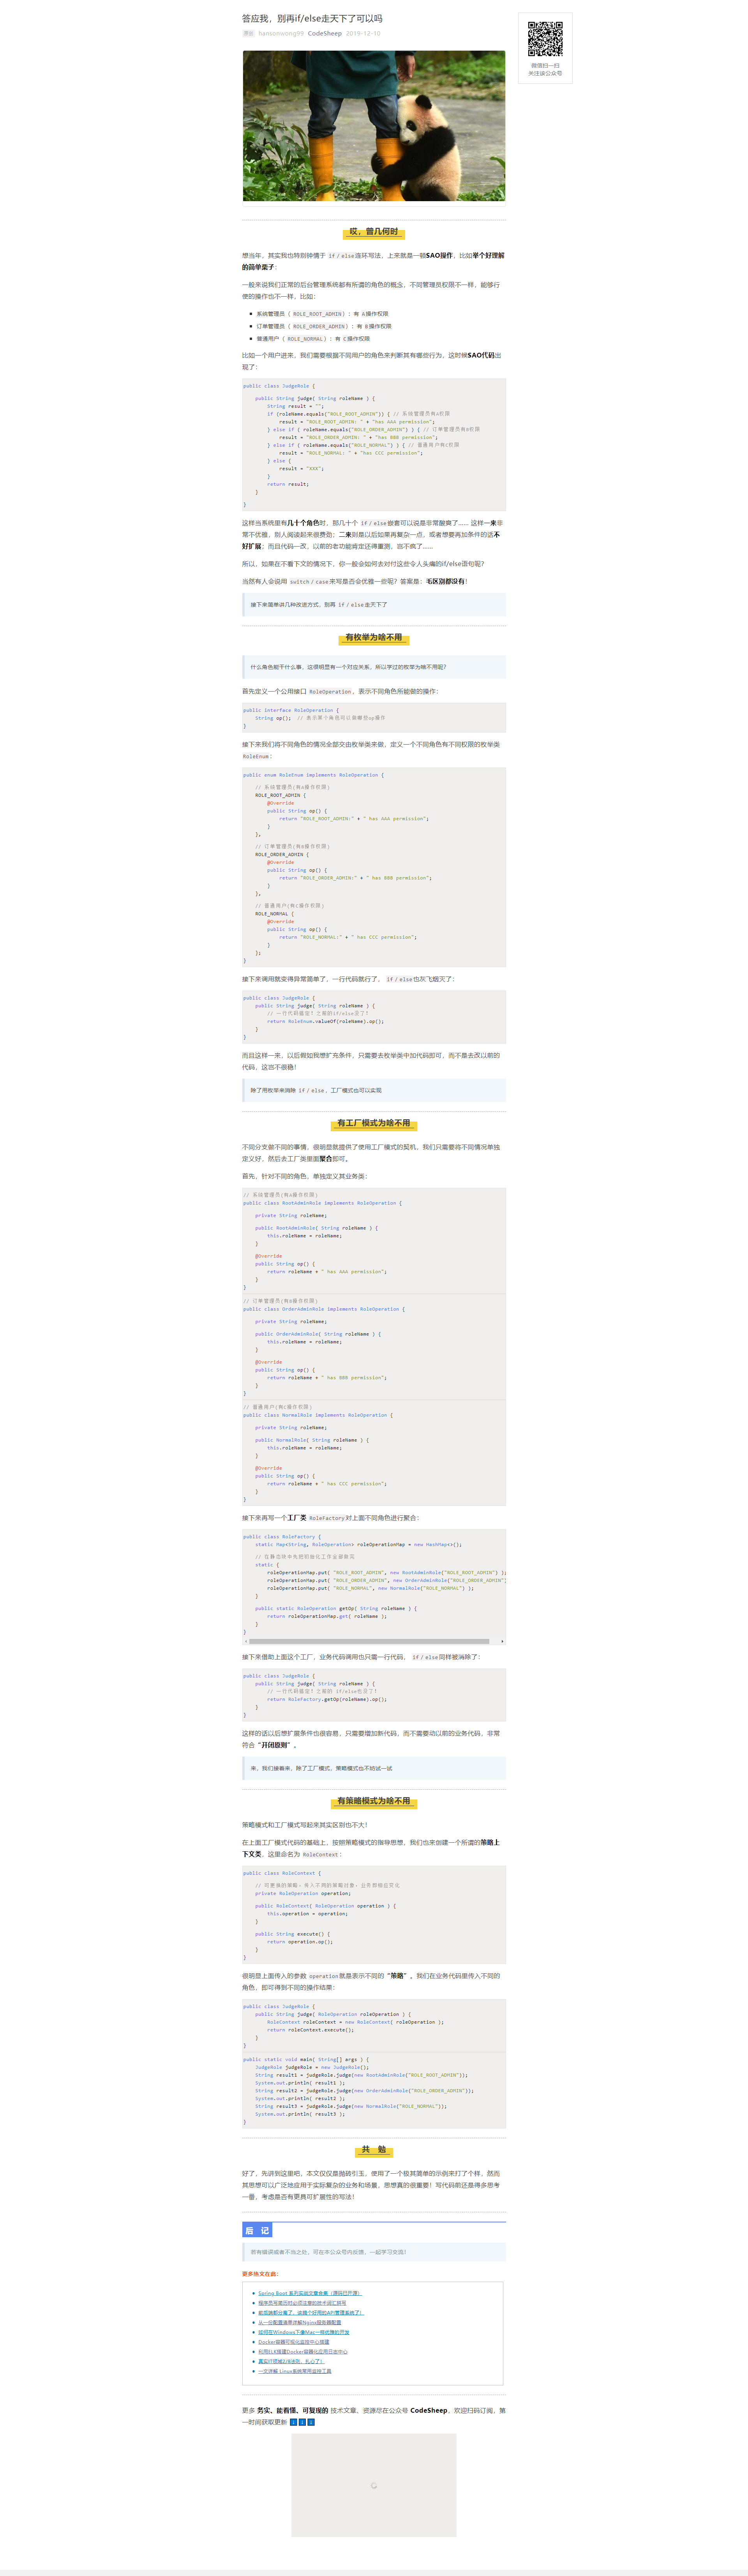 答应我，别再if/else走天下了可以吗
原创 hansonwong99 CodeSheep 2019-12-10
微信扫一扫
关注该公众号
哎，曾几何时
想当年，其实我也特别钟情于 if/else连环写法，上来就是一顿SAO操作，比如举个好理解
的简单栗子：
一般来说我们正常的后台管理系统都有所谓的角色的概念，不同管理员权限不一样，能够行
使的操作也不一样，比如：
系统管理员（ ROLE_ROOT_ADMIN）：有 A操作权限
订单管理员（ ROLE_ORDER_ADMIN）：有 B操作权限
普通用户（ ROLE_NORMAL）：有 C操作权限
比如一个用户进来，我们需要根据不同用户的角色来判断其有哪些行为，这时候SAO代码出
现了：
public class JudgeRole {
public String judge( String roleName ) {
String result = "";
if (roleName.equals("ROLE_ROOT_ADMIN")) { // 系统管理员有A权限
result = "ROLE_ROOT_ADMIN: " + "has AAA permission";
} else if ( roleName.equals("ROLE_ORDER_ADMIN") ) { // 订单管理员有B权限
result = "ROLE_ORDER_ADMIN: " + "has BBB permission";
} else if ( roleName.equals("ROLE_NORMAL") ) { // 普通用户有C权限
result = "ROLE_NORMAL: " + "has CCC permission";
} else {
result = "XXX";
}
return result;
}
}
这样当系统里有几十个角色时，那几十个 if/else嵌套可以说是非常酸爽了…… 这样一来非
常不优雅，别人阅读起来很费劲；二来则是以后如果再复杂一点，或者想要再加条件的话不
好扩展；而且代码一改，以前的老功能肯定还得重测，岂不疯了……
所以，如果在不看下文的情况下，你一般会如何去对付这些令人头痛的if/else语句呢？
当然有人会说用 switch/case来写是否会优雅一些呢？答案是：毛区别都没有！
接下来简单讲几种改进方式，别再 if/else走天下了
有枚举为啥不用
什么角色能干什么事，这很明显有一个对应关系，所以学过的枚举为啥不用呢？
首先定义一个公用接口 RoleOperation，表示不同角色所能做的操作：
public interface RoleOperation {
String op(); // 表示某个角色可以做哪些op操作
}
接下来我们将不同角色的情况全部交由枚举类来做，定义一个不同角色有不同权限的枚举类
RoleEnum：
public enum RoleEnum implements RoleOperation {
// 系统管理员(有A操作权限)
ROLE_ROOT_ADMIN {
@Override
public String op() {
return "ROLE_ROOT_ADMIN:" + " has AAA permission";
}
},
// 订单管理员(有B操作权限)
ROLE_ORDER_ADMIN {
@Override
public String op() {
return "ROLE_ORDER_ADMIN:" + " has BBB permission";
}
},
// 普通用户(有C操作权限)
ROLE_NORMAL {
@Override
public String op() {
return "ROLE_NORMAL:" + " has CCC permission";
}
};
}
接下来调用就变得异常简单了，一行代码就行了， if/else也灰飞烟灭了：
public class JudgeRole {
public String judge( String roleName ) {
// 一行代码搞定！之前的if/else没了！
return RoleEnum.valueOf(roleName).op();
}
}
而且这样一来，以后假如我想扩充条件，只需要去枚举类中加代码即可，而不是去改以前的
代码，这岂不很稳！
除了用枚举来消除 if/else，工厂模式也可以实现
有工厂模式为啥不用
不同分支做不同的事情，很明显就提供了使用工厂模式的契机，我们只需要将不同情况单独
定义好，然后去工厂类里面聚合即可。
首先，针对不同的角色，单独定义其业务类：
// 系统管理员(有A操作权限)
public class RootAdminRole implements RoleOperation {
private String roleName;
public RootAdminRole( String roleName ) {
this.roleName = roleName;
}
@Override
public String op() {
return roleName + " has AAA permission";
}
}
// 订单管理员(有B操作权限)
public class OrderAdminRole implements RoleOperation {
private String roleName;
public OrderAdminRole( String roleName ) {
this.roleName = roleName;
}
@Override
public String op() {
return roleName + " has BBB permission";
}
}
// 普通用户(有C操作权限)
public class NormalRole implements RoleOperation {
private String roleName;
public NormalRole( String roleName ) {
this.roleName = roleName;
}
@Override
public String op() {
return roleName + " has CCC permission";
}
}
接下来再写一个工厂类 RoleFactory对上面不同角色进行聚合：
public class RoleFactory {
static Map<String, RoleOperation> roleOperationMap = new HashMap<>();
// 在静态块中先把初始化工作全部做完
static {
roleOperationMap.put( "ROLE_ROOT_ADMIN", new RootAdminRole("ROLE_ROOT_ADMIN") );
roleOperationMap.put( "ROLE_ORDER_ADMIN", new OrderAdminRole("ROLE_ORDER_ADMIN")
roleOperationMap.put( "ROLE_NORMAL", new NormalRole("ROLE_NORMAL") );
}
public static RoleOperation getOp( String roleName ) {
return roleOperationMap.get( roleName );
}
}
接下来借助上面这个工厂，业务代码调用也只需一行代码， if/else同样被消除了：
public class JudgeRole {
public String judge( String roleName ) {
// 一行代码搞定！之前的 if/else也没了！
return RoleFactory.getOp(roleName).op();
}
}
这样的话以后想扩展条件也很容易，只需要增加新代码，而不需要动以前的业务代码，非常
符合“开闭原则”。
来，我们接着来，除了工厂模式，策略模式也不妨试一试
有策略模式为啥不用
策略模式和工厂模式写起来其实区别也不大！
在上面工厂模式代码的基础上，按照策略模式的指导思想，我们也来创建一个所谓的策略上
下文类，这里命名为 RoleContext：
public class RoleContext {
// 可更换的策略，传入不同的策略对象，业务即相应变化
private RoleOperation operation;
public RoleContext( RoleOperation operation ) {
this.operation = operation;
}
public String execute() {
return operation.op();
}
}
很明显上面传入的参数 operation就是表示不同的“策略”。我们在业务代码里传入不同的
角色，即可得到不同的操作结果：
public class JudgeRole {
public String judge( RoleOperation roleOperation ) {
RoleContext roleContext = new RoleContext( roleOperation );
return roleContext.execute();
}
}
public static void main( String[] args ) {
JudgeRole judgeRole = new JudgeRole();
String result1 = judgeRole.judge(new RootAdminRole("ROLE_ROOT_ADMIN"));
System.out.println( result1 );
String result2 = judgeRole.judge(new OrderAdminRole("ROLE_ORDER_ADMIN"));
System.out.println( result2 );
String result3 = judgeRole.judge(new NormalRole("ROLE_NORMAL"));
System.out.println( result3 );
}
共 勉
好了，先讲到这里吧，本文仅仅是抛砖引玉，使用了一个极其简单的示例来打了个样，然而
其思想可以广泛地应用于实际复杂的业务和场景，思想真的很重要！写代码前还是得多思考
一番，考虑是否有更具可扩展性的写法！
后 记
若有错误或者不当之处，可在本公众号内反馈，一起学习交流！
更多热文在此：
Spring Boot 系列实战文章合集（源码已开源）
程序员写简历时必须注意的技术词汇拼写
前后端都分离了，该搞个好用的API管理系统了！
从一份配置清单详解Nginx服务器配置
如何在Windows下像Mac一样优雅的开发
Docker容器可视化监控中心搭建
利用ELK搭建Docker容器化应用日志中心
真实IT领域2/8法则，扎心了！
一文详解 Linux系统常用监控工具
更多 务实、能看懂、可复现的 技术文章、资源尽在公众号 CodeSheep，欢迎扫码订阅，第
一时间获取更新